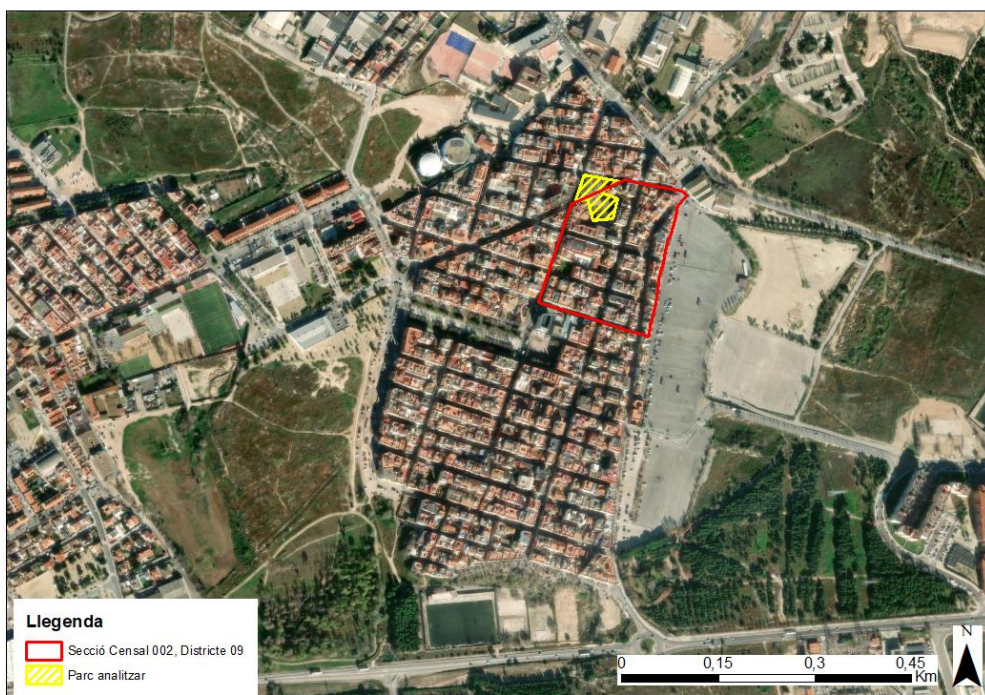 Llegenda
Secció Censal 002, Districte 09
Parc analitzar
N
0 0,15 0,3 0,45
Km